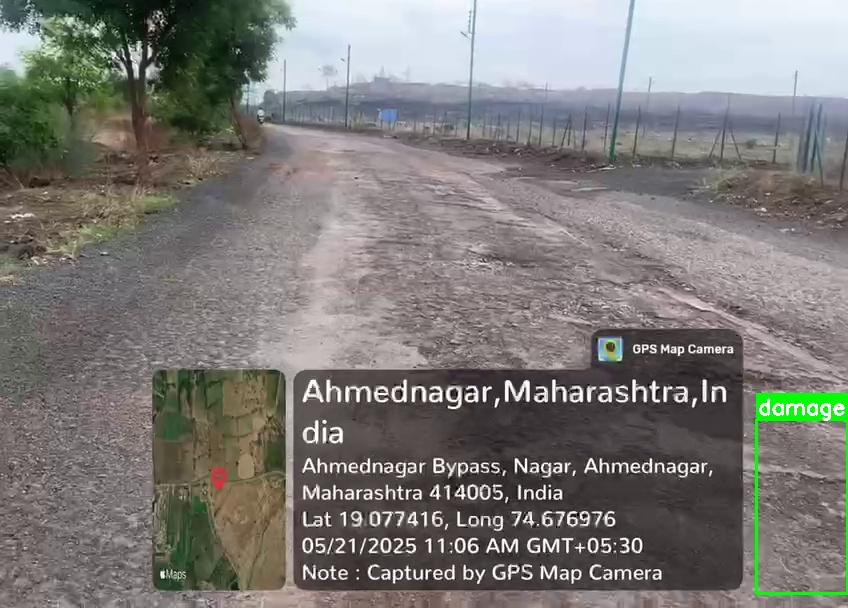 GPS Map Camera
damage
Ahmednagar,Maharashtra,In
dia
Ahmednagar Bypass, Nagar, Ahmednagar,
Maharashtra 414005, India
Lat 19.077416, Long 74.676976
05/21/2025 11:06 AM GMT+05:30
Note : Captured by GPS Map Camera
Maps